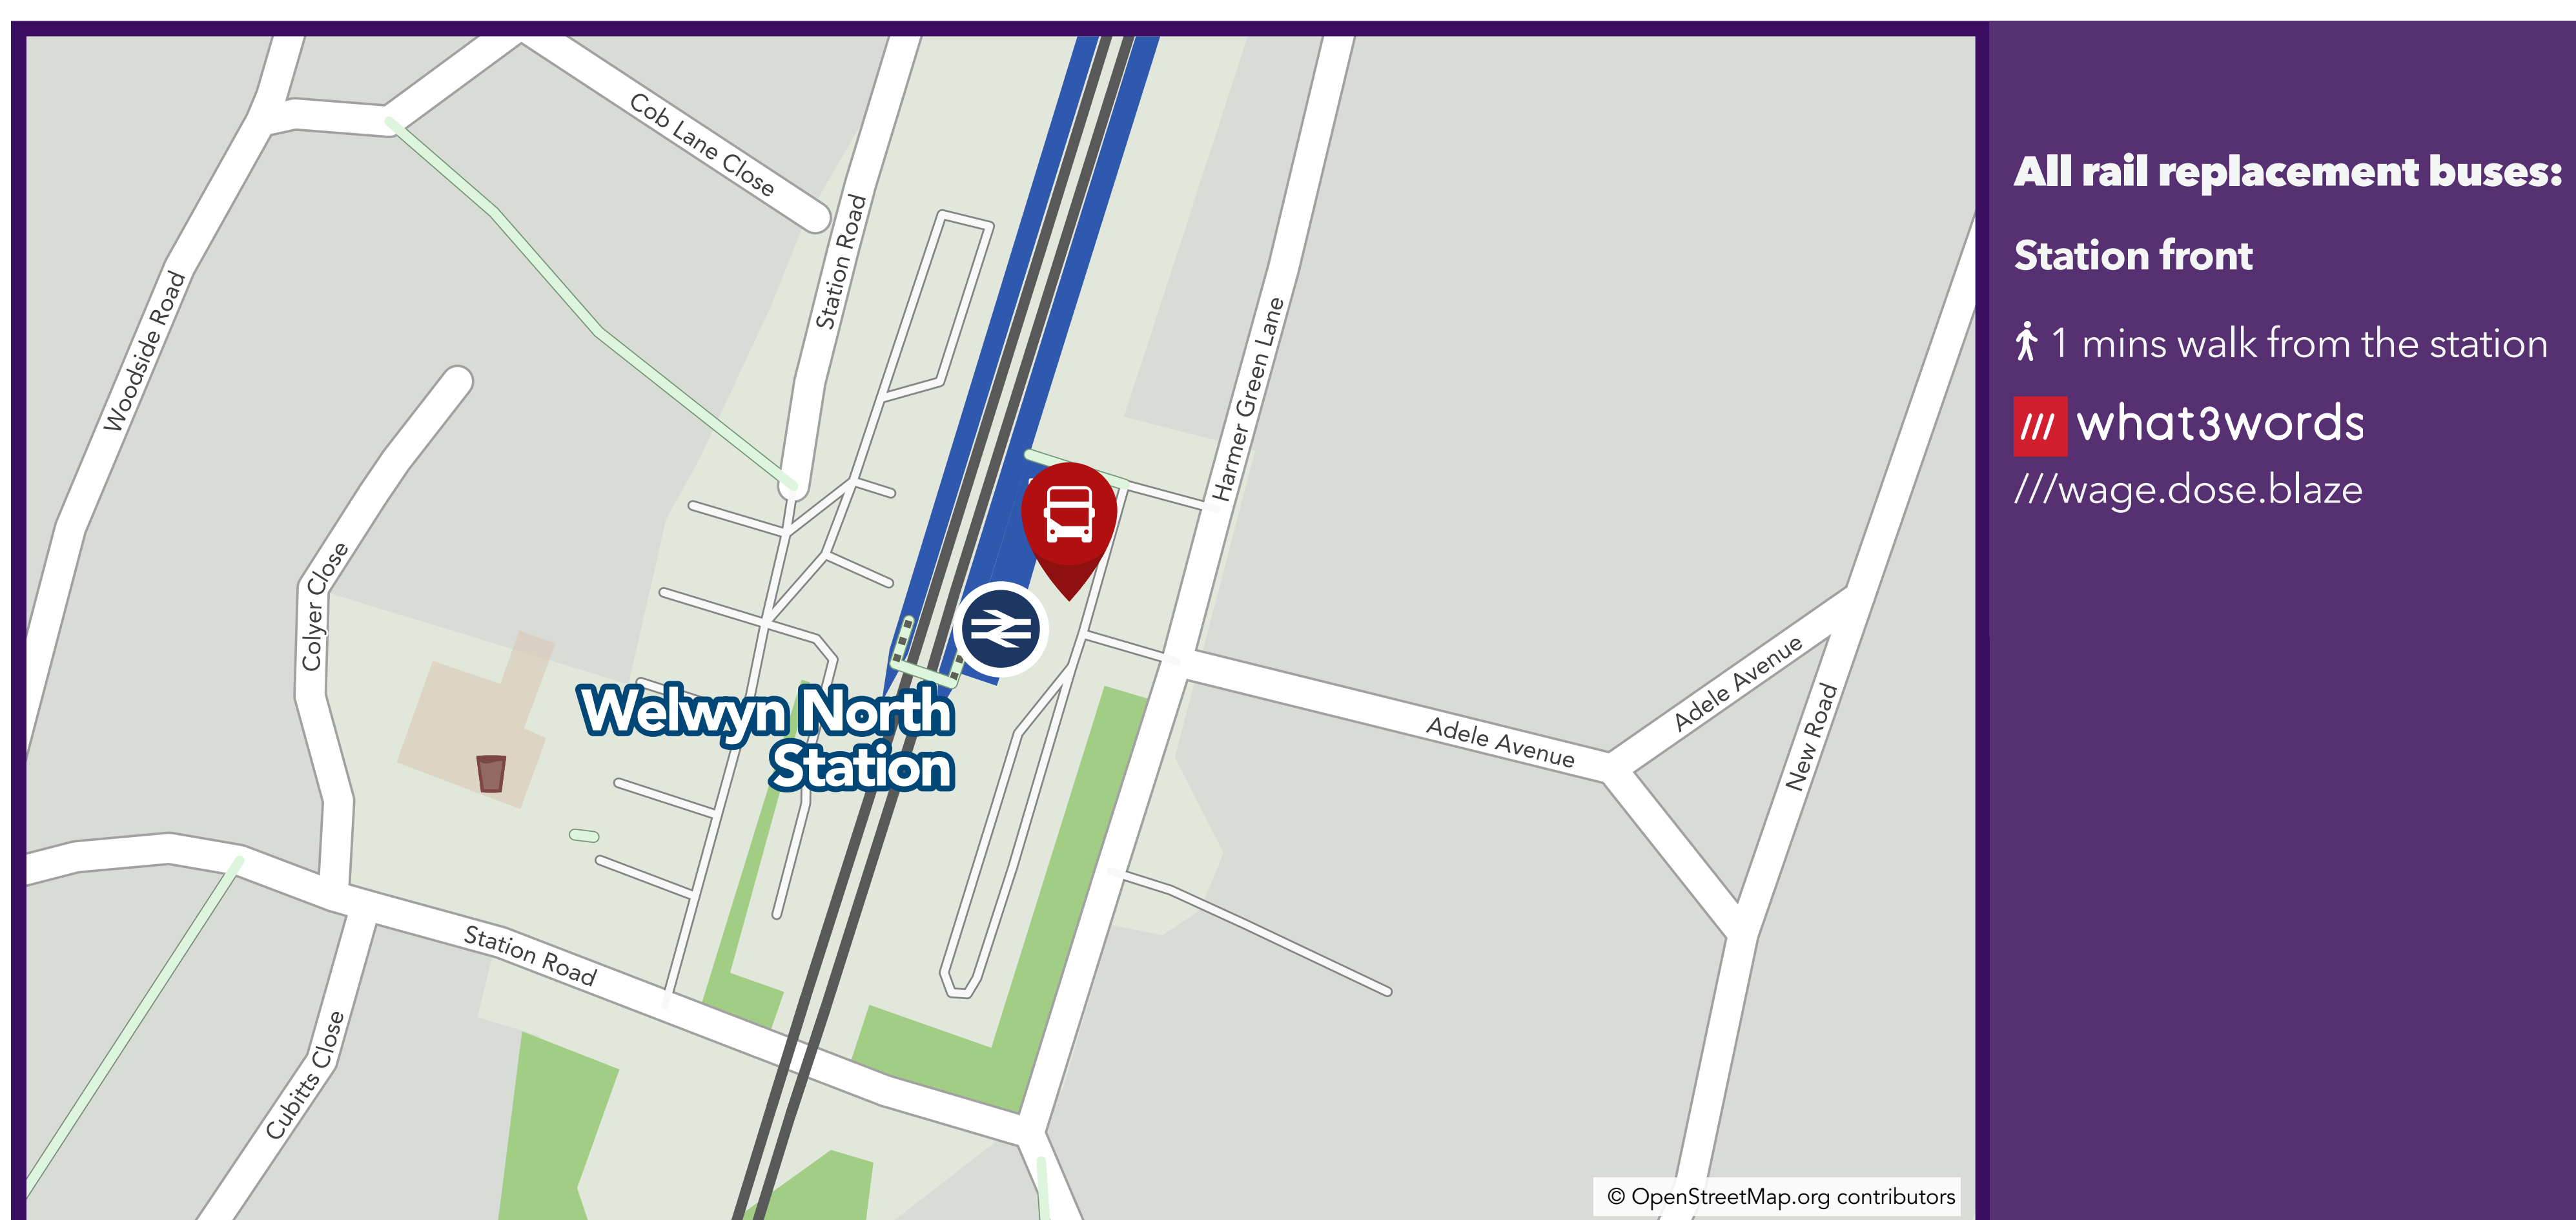 Cob Lane Close
Station Road
Woodside Road
Harmer Green Lane
Colyer Close
Adele Avenue
Adele Avenue
New Road
Welwyn North
Station
Station Road
Cubitts Close
© OpenStreetMap.org contributors
All rail replacement buses:
Station front
1 mins walk from the station
/// what3words
///wage.dose.blaze